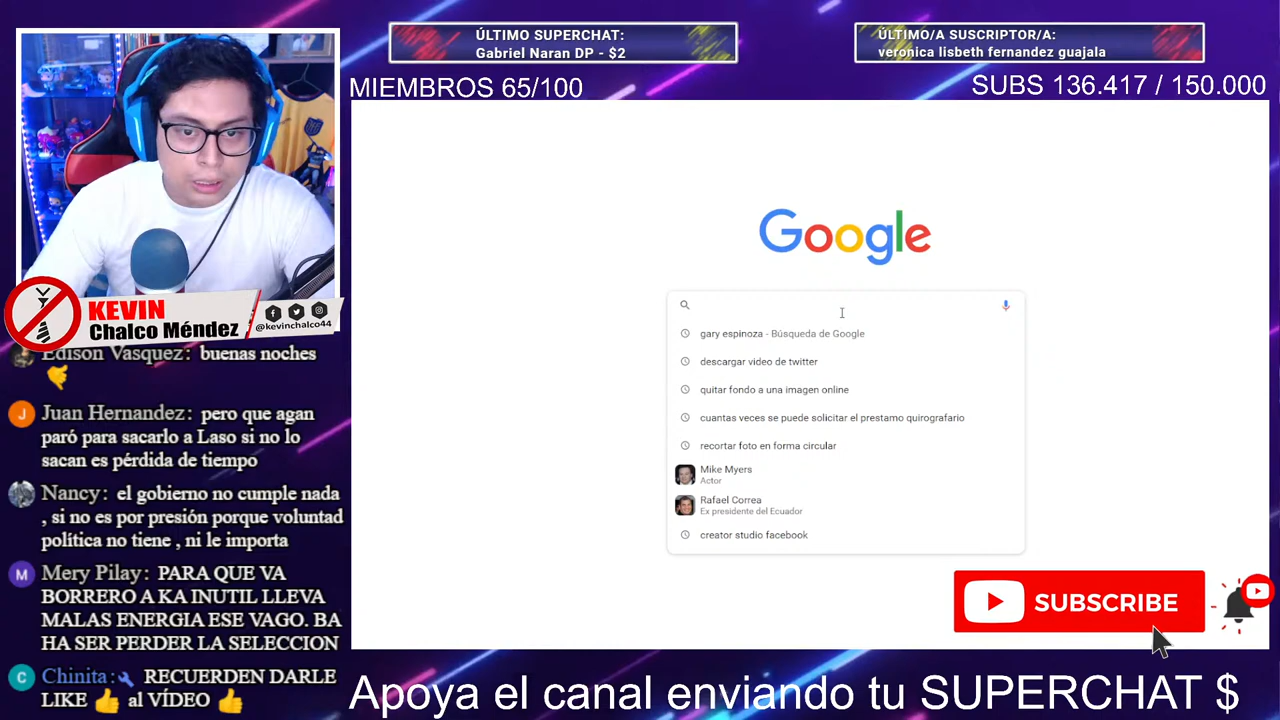 ÚLTIMO SUPERCHAT:
Gabriel Naran DP - $2
ÚLTIMO/A SUSCRIPTOR/A:
veronica lisbeth fernandez guajala
MIEMBROS 65/100
SUBS 136.417 / 150.000
Google
gary espinoza - Búsqueda de Google
descargar video de twitter
quitar fondo a una imagen online
cuantas veces se puede solicitar el prestamo quirografario
recortar foto en forma circular
Mike Myers
Actor
Rafael Correa
Ex presidente del Ecuador
creator studio facebook
KEVIN
Chalco Méndez
@kevinchalco44
Edison Vasquez: buenas noches
Juan Hernandez: pero que agan
paró para sacarlo a Laso si no lo
sacan es pérdida de tiempo
Nancy: el gobierno no cumple nada
, si no es por presión porque voluntad
política no tiene , ni le importa
Mery Pilay: PARA QUE VA
BORRERO A KA INUTIL LLEVA
MALAS ENERGIA ESE VAGO. BA
HA SER PERDER LA SELECCION
Chinita: RECUERDEN DARLE
LIKE 👍 al VÍDEO 👍
SUBSCRIBE
Apoya el canal enviando tu SUPERCHAT $